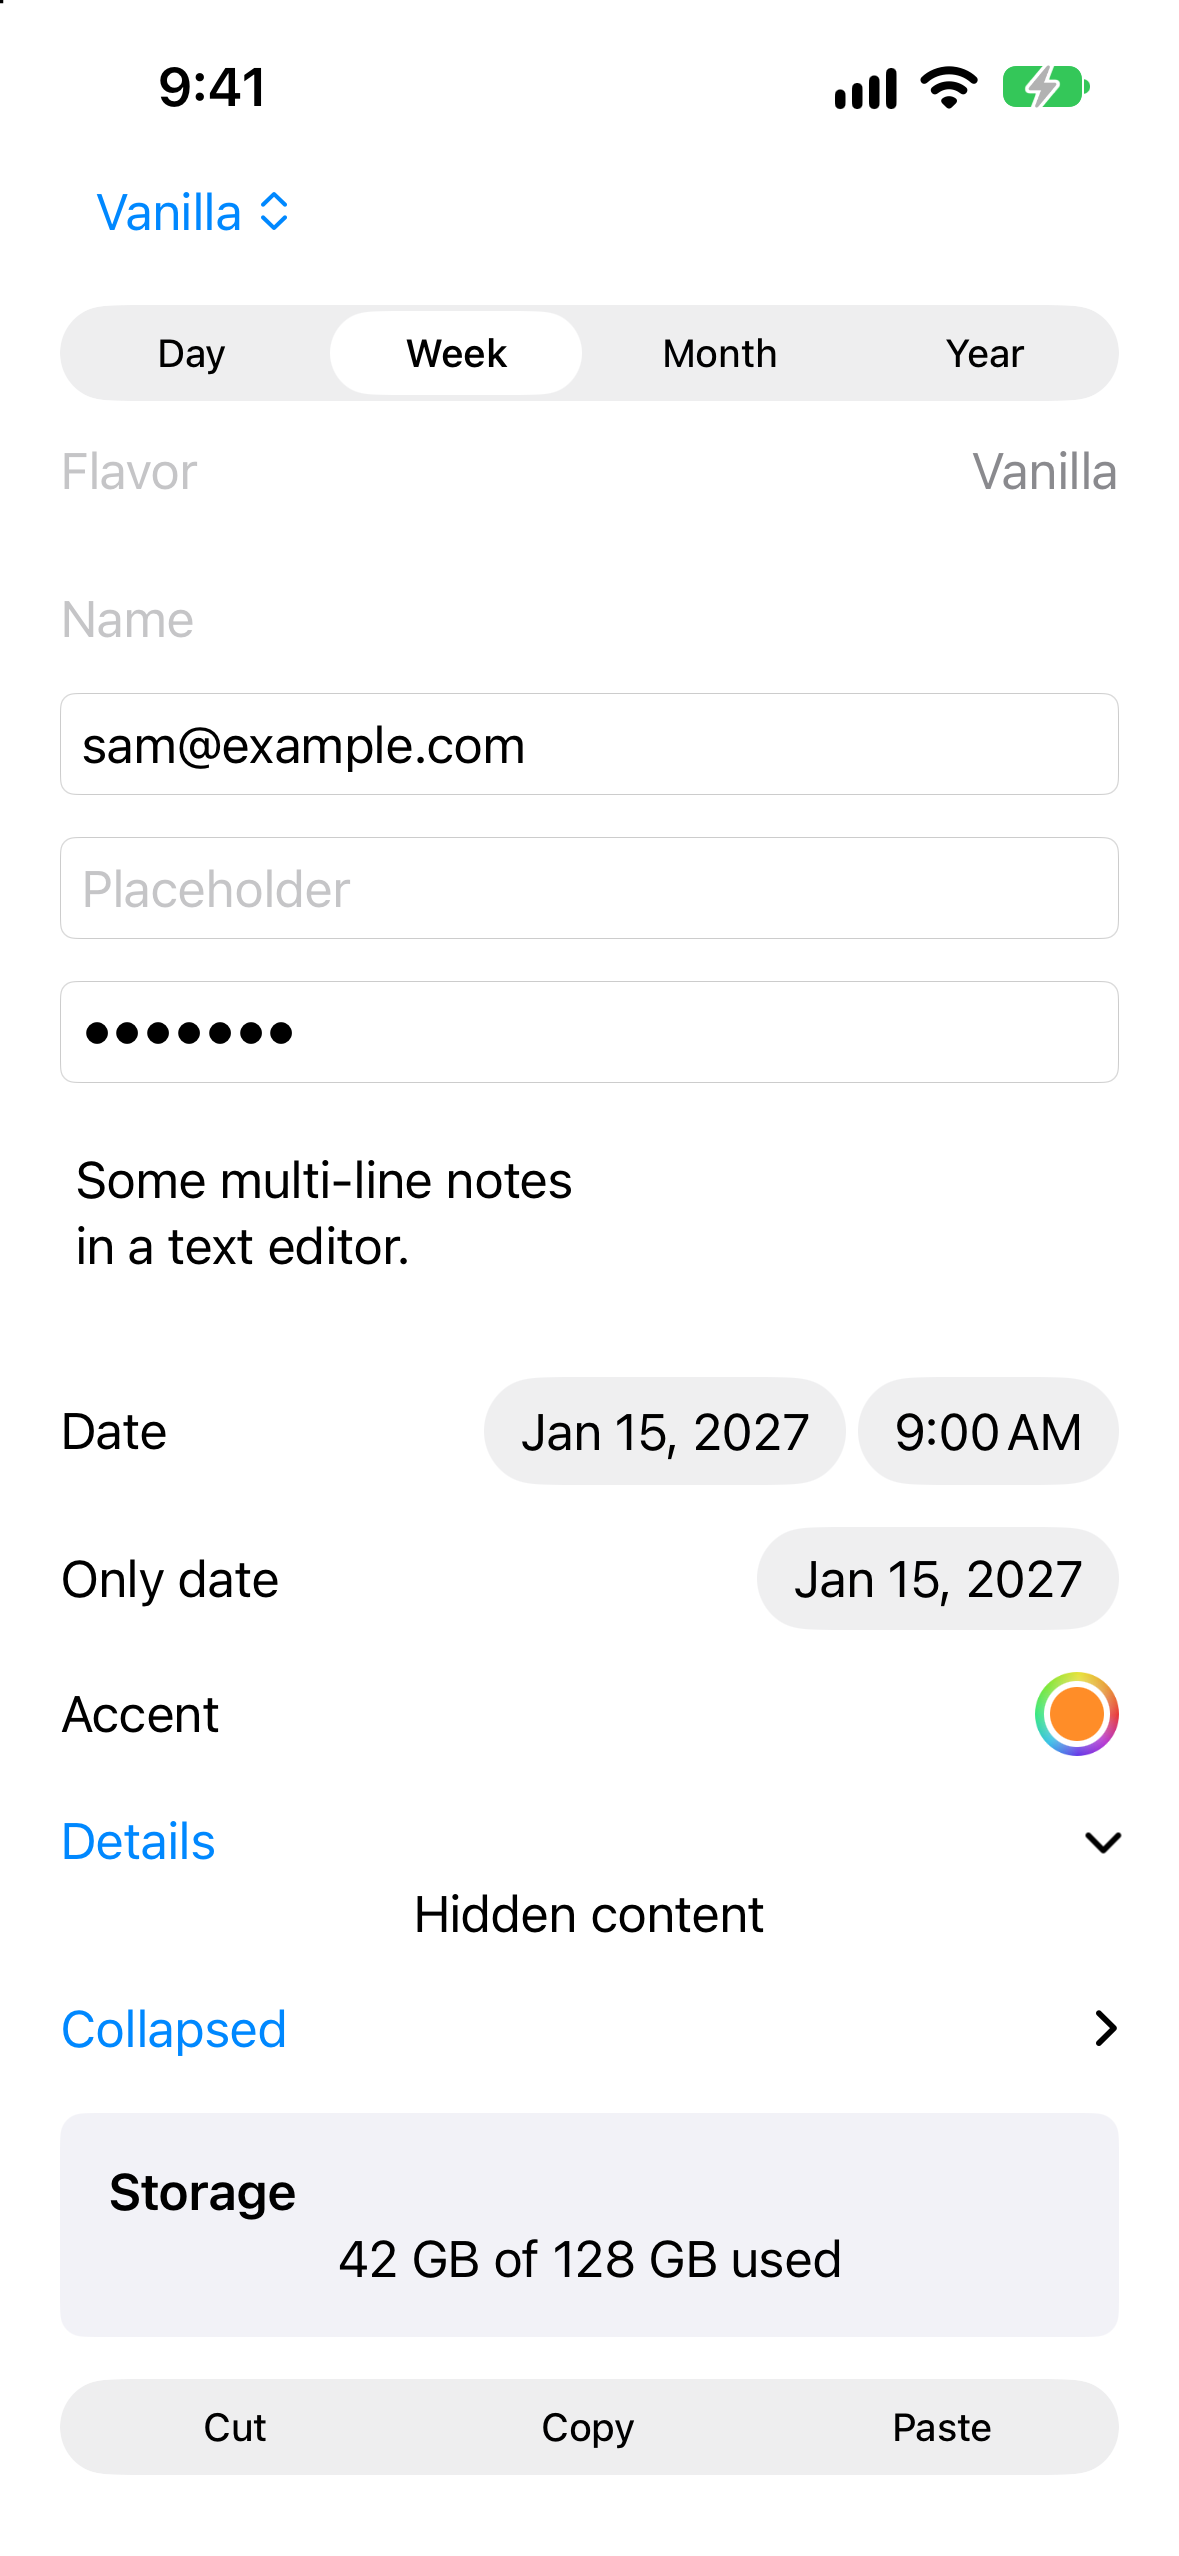 9:41
Vanilla
Day Week Month Year
Flavor Vanilla
Name
sam@example.com
Placeholder
Some multi-line notes
in a text editor.
Date Jan 15, 2027 9:00 AM
Only date Jan 15, 2027
Accent
Details
Hidden content
Collapsed
Storage
42 GB of 128 GB used
Cut Copy Paste